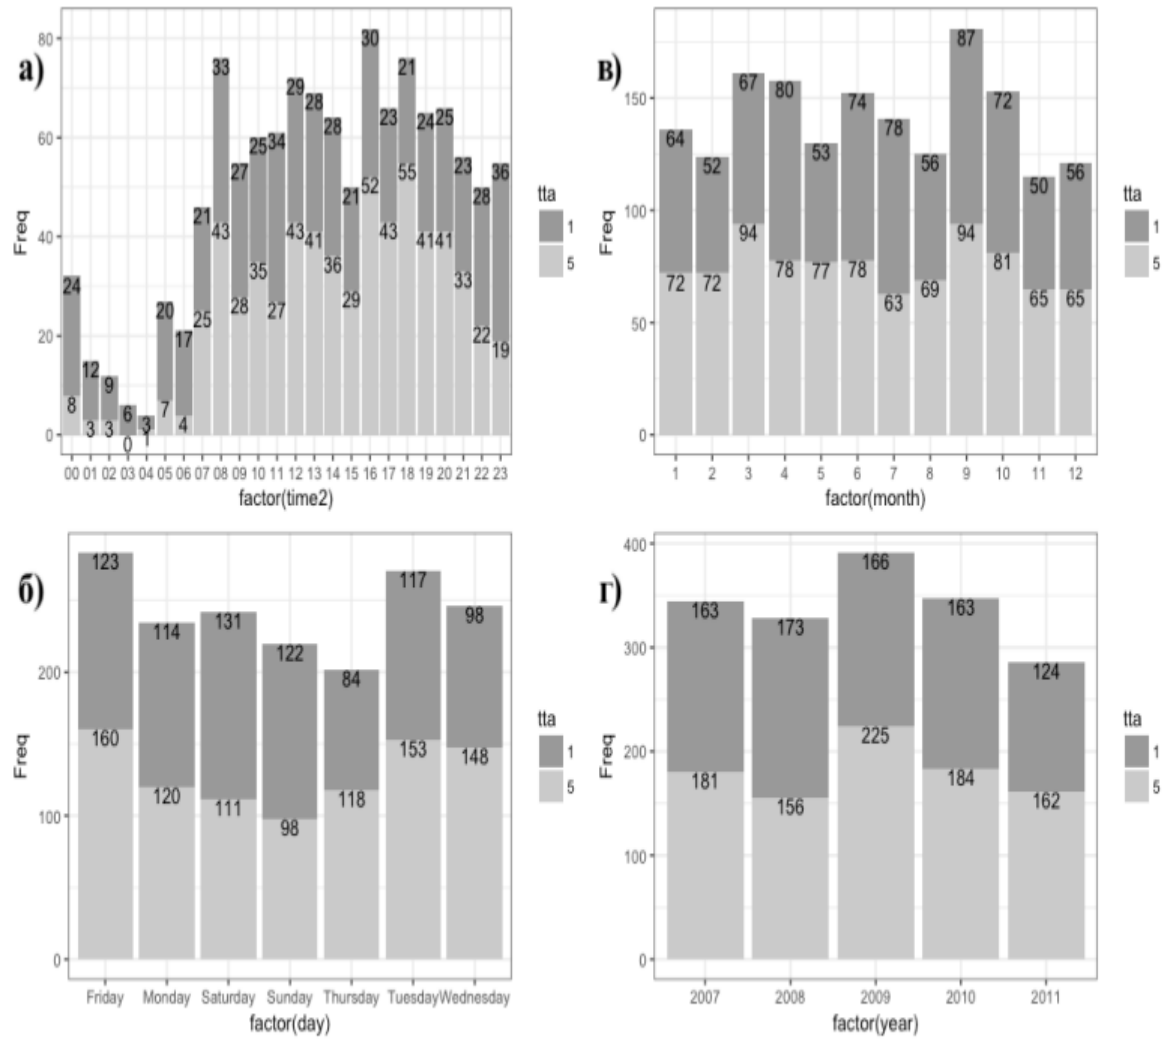 а)
Freq
80
60
40
20
0
24 12 9 6 3 20 17 21 33 27 25 34 29 28 28 21 30 23 21 24 25 23 28 36
8 3 3 0 1 7 4 25 43 28 35 27 43 41 36 29 52 43 55 41 41 33 22 19
00 01 02 03 04 05 06 07 08 09 10 11 12 13 14 15 16 17 18 19 20 21 22 23
factor(time2)
tta
1
5
в)
Freq
150
100
50
0
64 52 67 80 53 74 78 56 87 72 50 56
72 72 94 78 77 78 63 69 94 81 65 65
1 2 3 4 5 6 7 8 9 10 11 12
factor(month)
tta
1
5
б)
Freq
200
100
0
123 114 131 122 84 117 98
160 120 111 98 118 153 148
Friday Monday Saturday Sunday Thursday Tuesday Wednesday
factor(day)
tta
1
5
г)
Freq
400
300
200
100
0
163 173 166 163 124
181 156 225 184 162
2007 2008 2009 2010 2011
factor(year)
tta
1
5